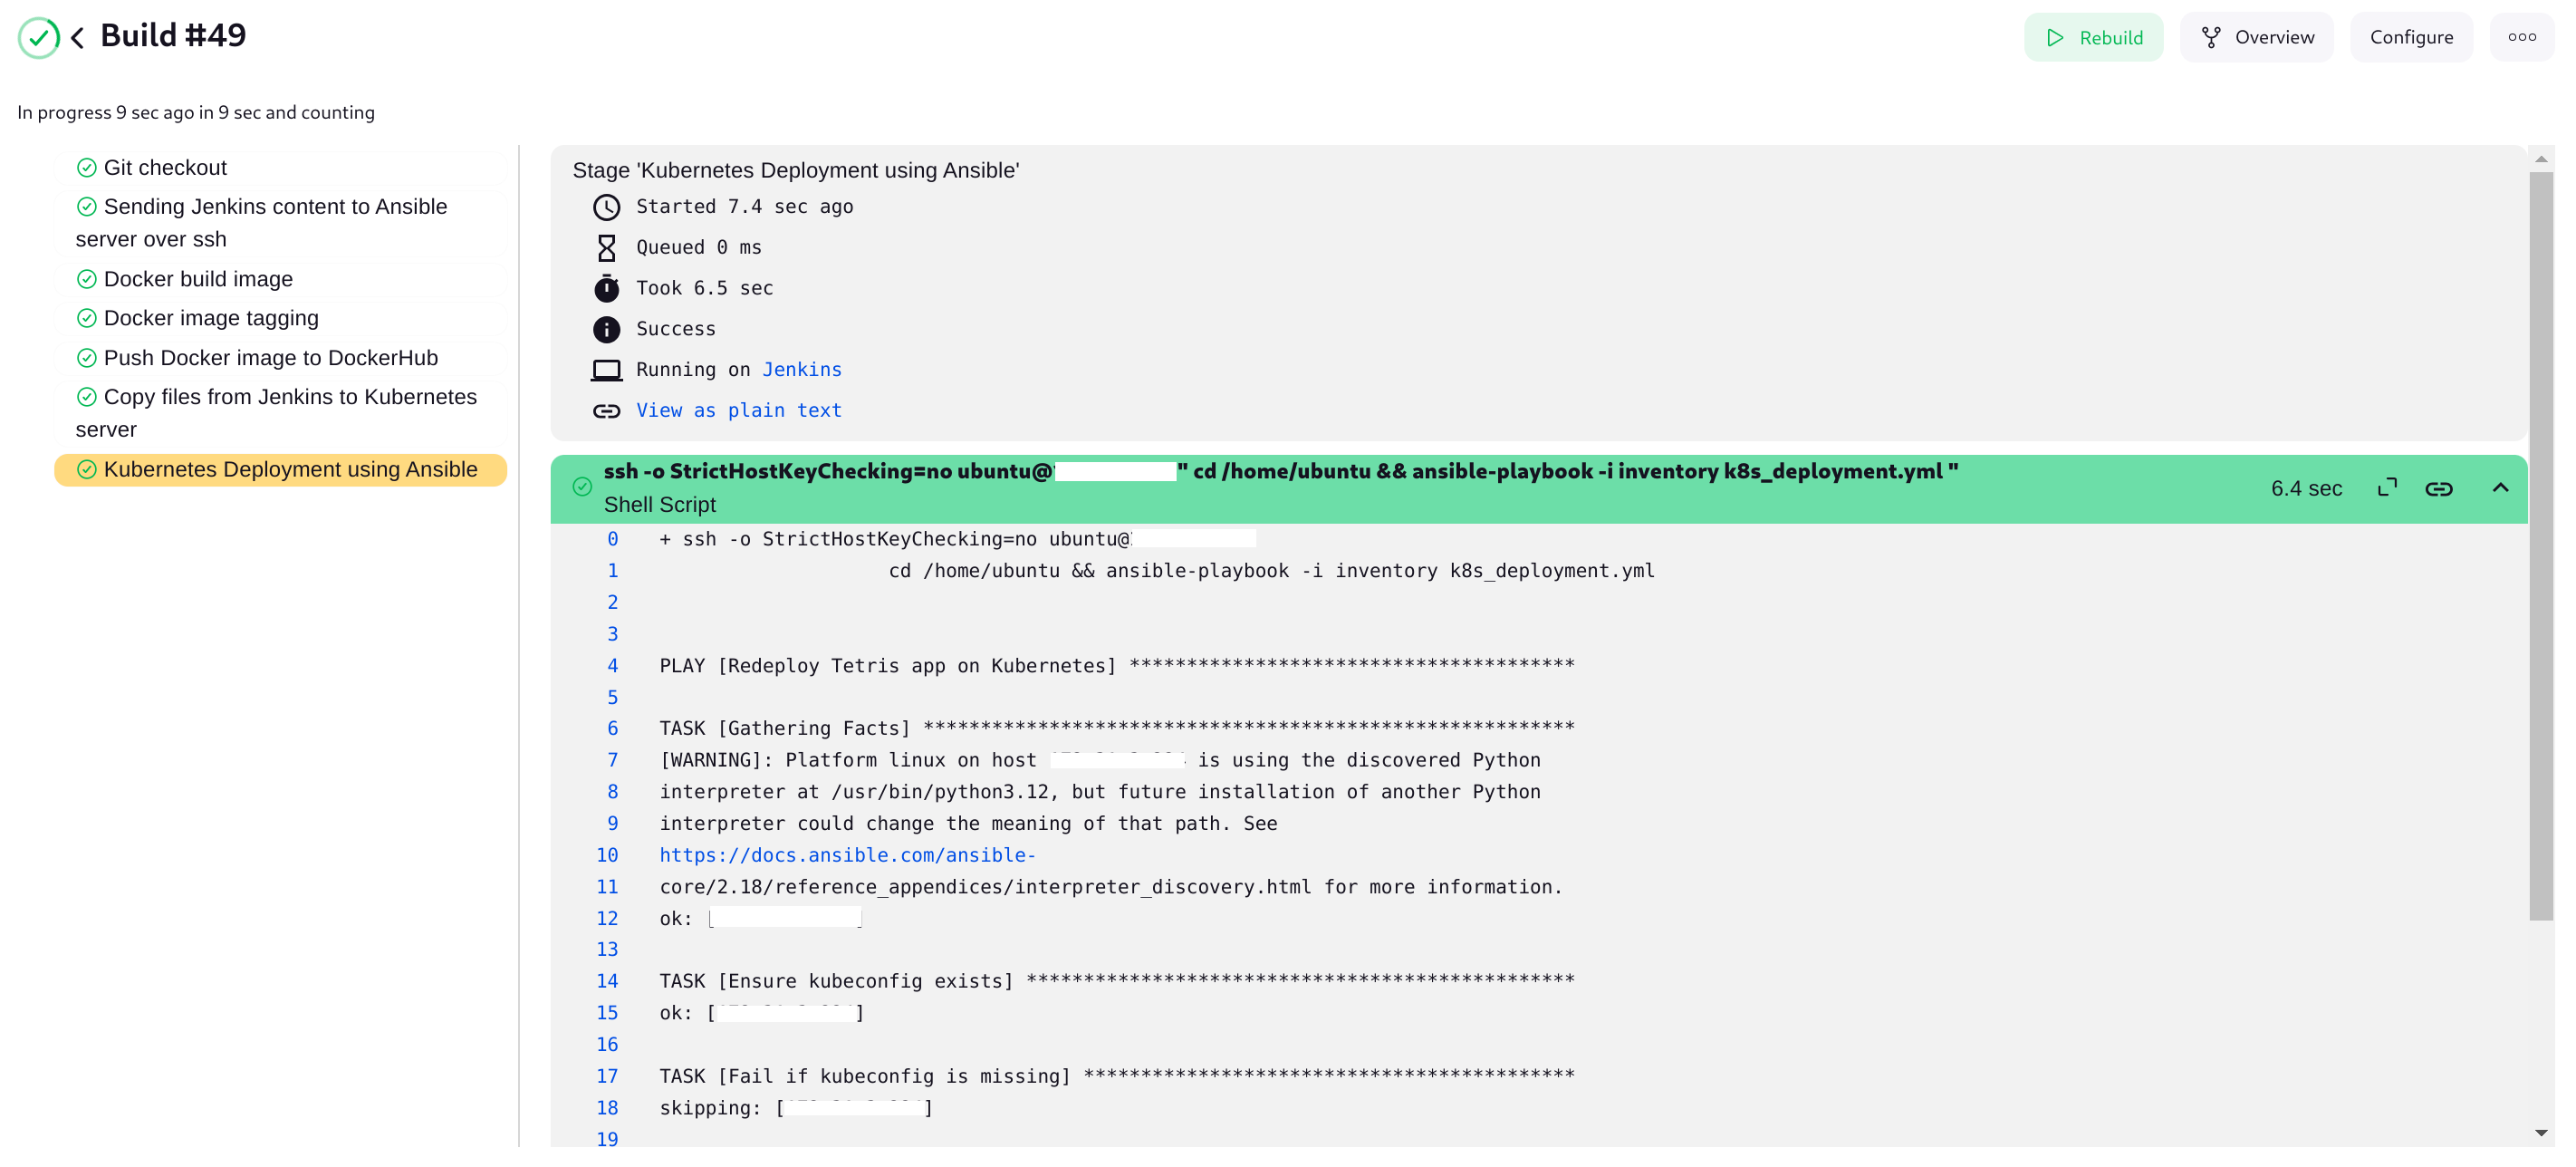 Build #49
Rebuild
Overview
Configure
In progress 9 sec ago in 9 sec and counting
Git checkout
Sending Jenkins content to Ansible
server over ssh
Docker build image
Docker image tagging
Push Docker image to DockerHub
Copy files from Jenkins to Kubernetes
server
Kubernetes Deployment using Ansible
Stage 'Kubernetes Deployment using Ansible'
Started 7.4 sec ago
Queued 0 ms
Took 6.5 sec
Success
Running on Jenkins
View as plain text
ssh -o StrictHostKeyChecking=no ubuntu@ " cd /home/ubuntu && ansible-playbook -i inventory k8s_deployment.yml "
Shell Script
6.4 sec
0 + ssh -o StrictHostKeyChecking=no ubuntu@
1 cd /home/ubuntu && ansible-playbook -i inventory k8s_deployment.yml
2
3
4 PLAY [Redeploy Tetris app on Kubernetes] ***************************************
5
6 TASK [Gathering Facts] *********************************************************
7 [WARNING]: Platform linux on host is using the discovered Python
8 interpreter at /usr/bin/python3.12, but future installation of another Python
9 interpreter could change the meaning of that path. See
10 https://docs.ansible.com/ansible-
11 core/2.18/reference_appendices/interpreter_discovery.html for more information.
12 ok: [ ]
13
14 TASK [Ensure kubeconfig exists] ************************************************
15 ok: [ ]
16
17 TASK [Fail if kubeconfig is missing] *******************************************
18 skipping: [ ]
19